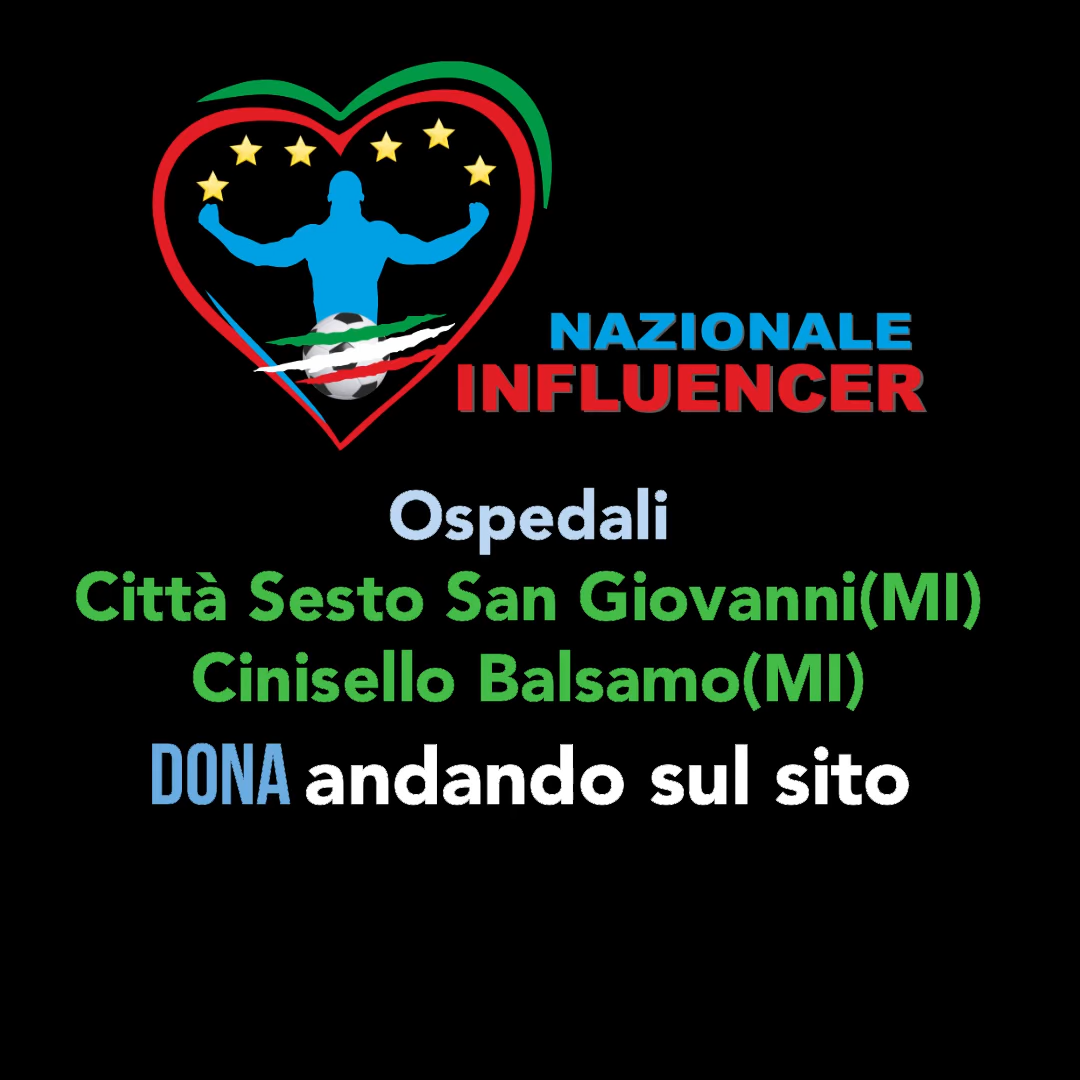 NAZIONALE
INFLUENCER
Ospedali
Città Sesto San Giovanni(MI)
Cinisello Balsamo(MI)
DONA andando sul sito